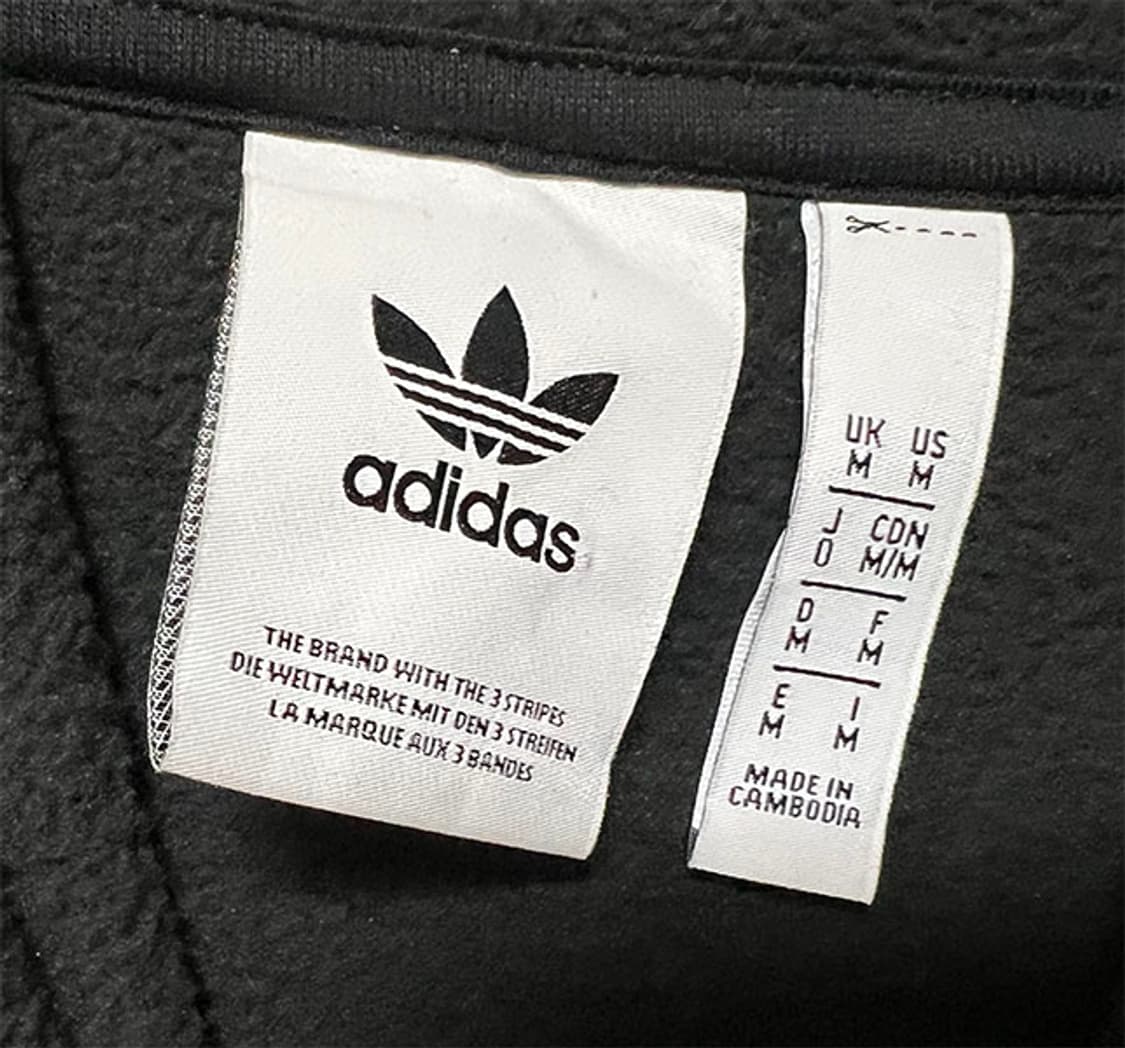 adidas
THE BRAND WITH THE 3 STRIPES
DIE WELTMARKE MIT DEN 3 STREIFEN
LA MARQUE AUX 3 BANDES
UK US
M M
J CDN
O M/M
D F
M M
E I
M M
MADE IN
CAMBODIA